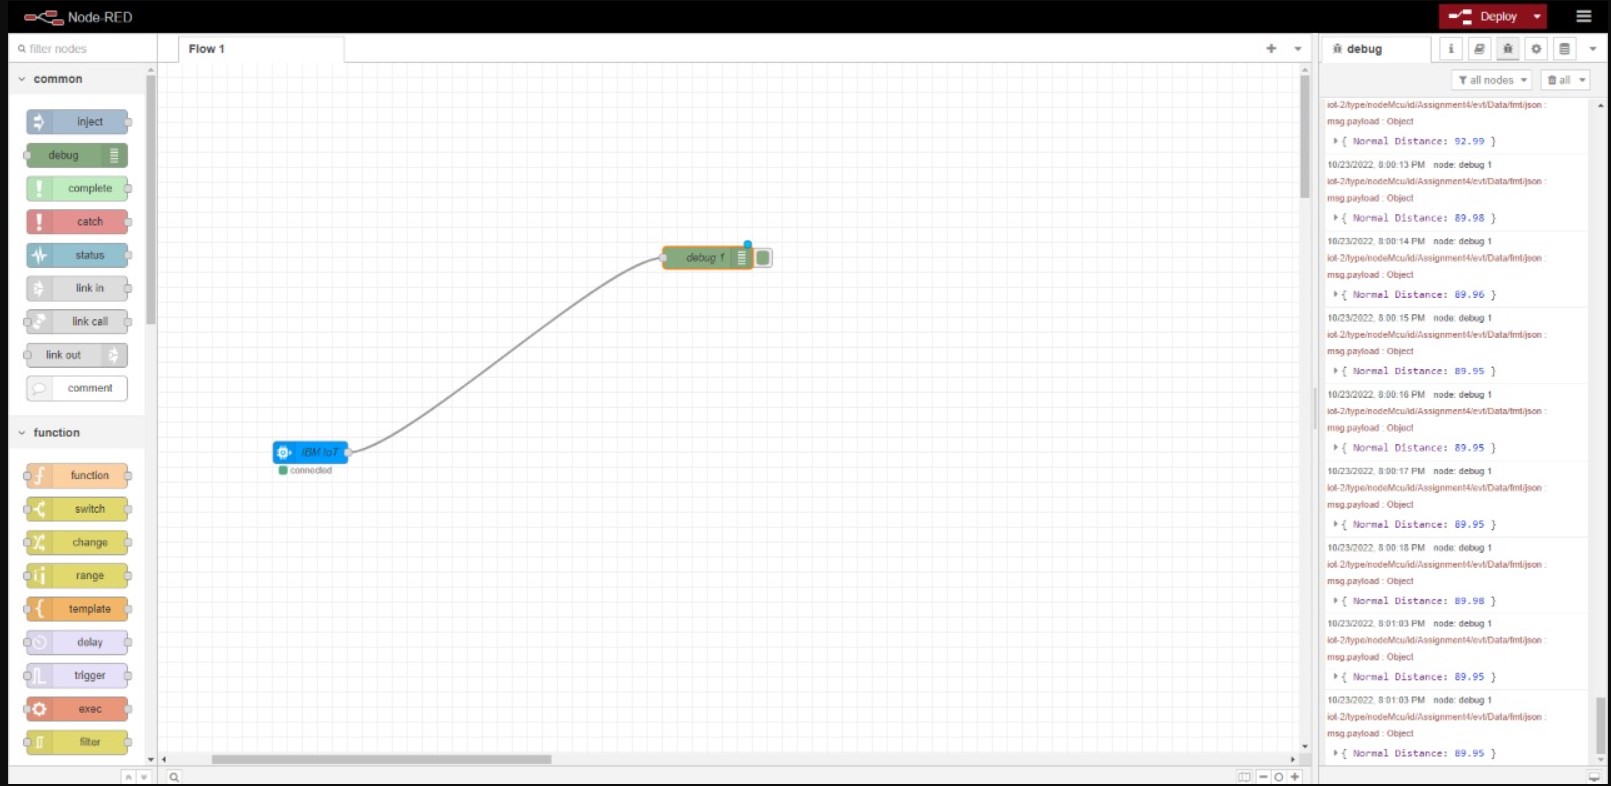 Node-RED
Deploy
filter nodes
Flow 1
debug
all nodes
all
common
inject
debug
complete
catch
status
link in
link call
link out
comment
function
function
switch
change
range
template
delay
trigger
exec
filter
debug 1
IBM IoT
connected
iot-2/type/nodeMcu/id/Assignment4/evt/Data/fmt/json :
msg.payload : Object
{ Normal Distance: 92.99 }
10/23/2022, 8:00:13 PM node: debug 1
iot-2/type/nodeMcu/id/Assignment4/evt/Data/fmt/json :
msg.payload : Object
{ Normal Distance: 89.98 }
10/23/2022, 8:00:14 PM node: debug 1
iot-2/type/nodeMcu/id/Assignment4/evt/Data/fmt/json :
msg.payload : Object
{ Normal Distance: 89.96 }
10/23/2022, 8:00:15 PM node: debug 1
iot-2/type/nodeMcu/id/Assignment4/evt/Data/fmt/json :
msg.payload : Object
{ Normal Distance: 89.95 }
10/23/2022, 8:00:16 PM node: debug 1
iot-2/type/nodeMcu/id/Assignment4/evt/Data/fmt/json :
msg.payload : Object
{ Normal Distance: 89.95 }
10/23/2022, 8:00:17 PM node: debug 1
iot-2/type/nodeMcu/id/Assignment4/evt/Data/fmt/json :
msg.payload : Object
{ Normal Distance: 89.95 }
10/23/2022, 8:00:18 PM node: debug 1
iot-2/type/nodeMcu/id/Assignment4/evt/Data/fmt/json :
msg.payload : Object
{ Normal Distance: 89.98 }
10/23/2022, 8:01:03 PM node: debug 1
iot-2/type/nodeMcu/id/Assignment4/evt/Data/fmt/json :
msg.payload : Object
{ Normal Distance: 89.95 }
10/23/2022, 8:01:03 PM node: debug 1
iot-2/type/nodeMcu/id/Assignment4/evt/Data/fmt/json :
msg.payload : Object
{ Normal Distance: 89.95 }